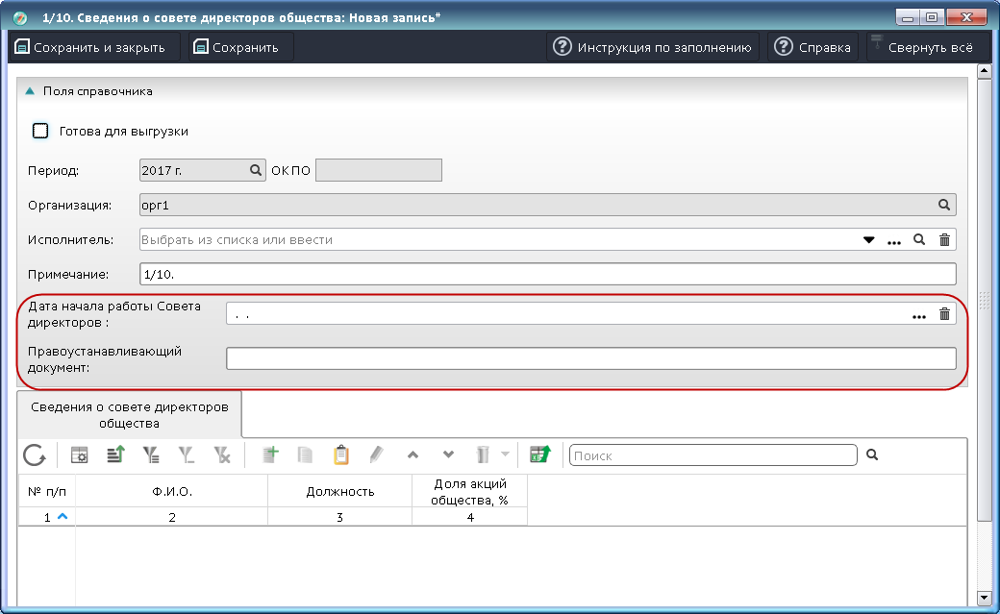 1/10. Сведения о совете директоров общества: Новая запись*
Сохранить и закрыть
Сохранить
Инструкция по заполнению
Справка
Свернуть всё
Поля справочника
Готова для выгрузки
Период:
2017 г.
ОКПО
Организация:
орг1
Исполнитель:
Выбрать из списка или ввести
Примечание:
1/10.
Дата начала работы Совета
директоров :
. .
Правоустанавливающий
документ:
Сведения о совете директоров
общества
Поиск
№ п/п
Ф.И.О.
Должность
Доля акций
общества, %
1
2
3
4